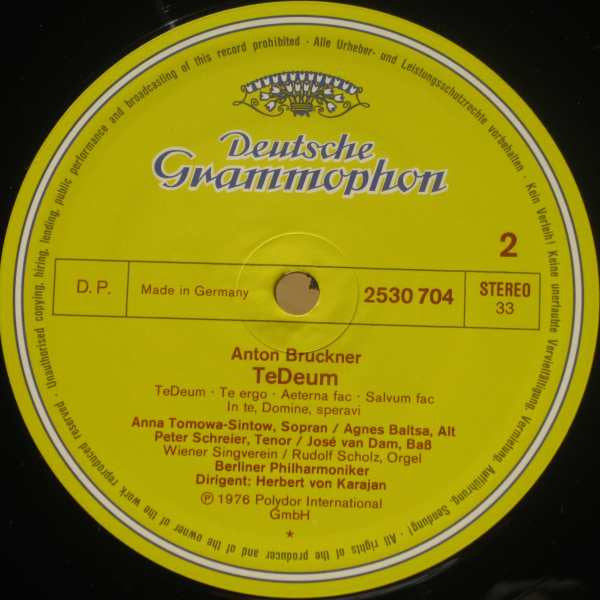 Deutsche
Grammophon
2
D. P.
Made in Germany
2530 704
STEREO
33
Anton Bruckner
TeDeum
TeDeum · Te ergo · Aeterna fac · Salvum fac
In te, Domine, speravi
Anna Tomowa-Sintow, Sopran / Agnes Baltsa, Alt
Peter Schreier, Tenor / José van Dam, Baß
Wiener Singverein / Rudolf Scholz, Orgel
Berliner Philharmoniker
Dirigent: Herbert von Karajan
Ⓟ 1976 Polydor International
GmbH
*
Alle Urheber- und Leistungsschutzrechte vorbehalten · Kein Verleih! Keine unerlaubte Vervielfältigung, Vermietung, Aufführung, Sendung! · All rights of the producer and of the owner of the work reproduced reserved · Unauthorised copying, hiring, lending, public performance and broadcasting of this record prohibited ·